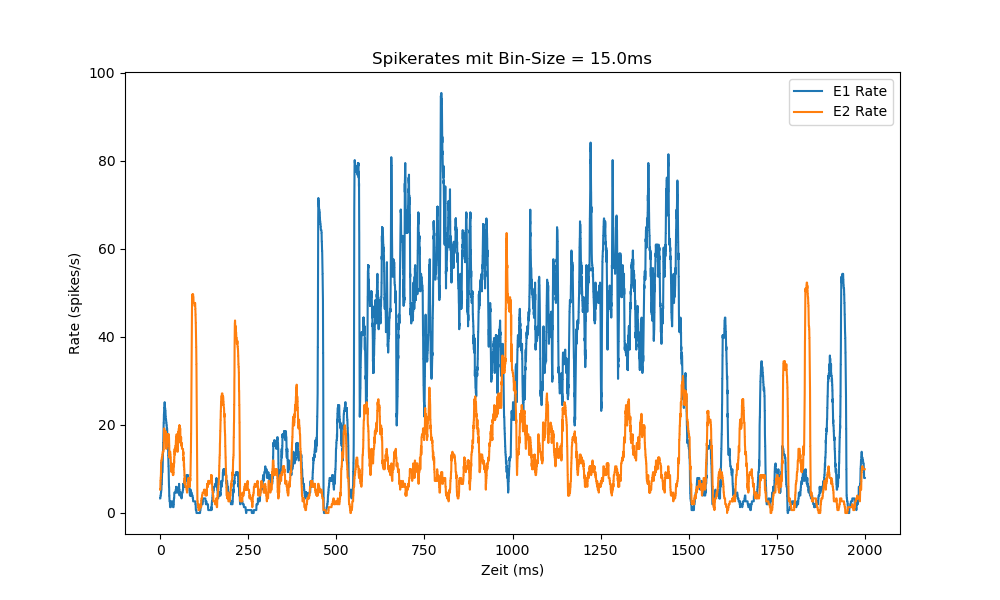 Spikerates mit Bin-Size = 15.0ms
E1 Rate
E2 Rate
Rate (spikes/s)
100
80
60
40
20
0
0 250 500 750 1000 1250 1500 1750 2000
Zeit (ms)